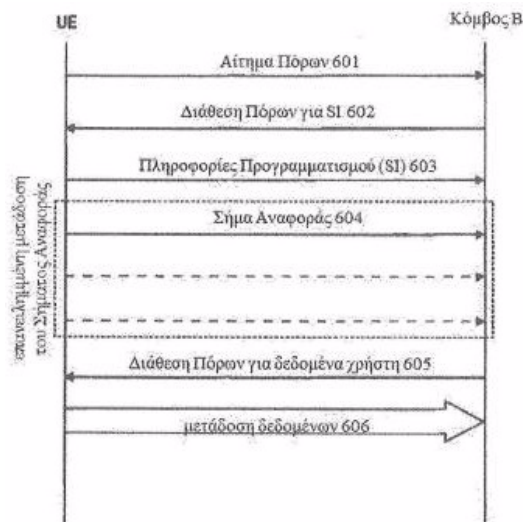 UE
Κόμβος Β
Αίτημα Πόρων 601
Διάθεση Πόρων για SI 602
Πληροφορίες Προγραμματισμού (SI) 603
επανειλημμένη μετάδοση
του Σήματος Αναφοράς
Σήμα Αναφοράς 604
Διάθεση Πόρων για δεδομένα χρήστη 605
μετάδοση δεδομένων 606